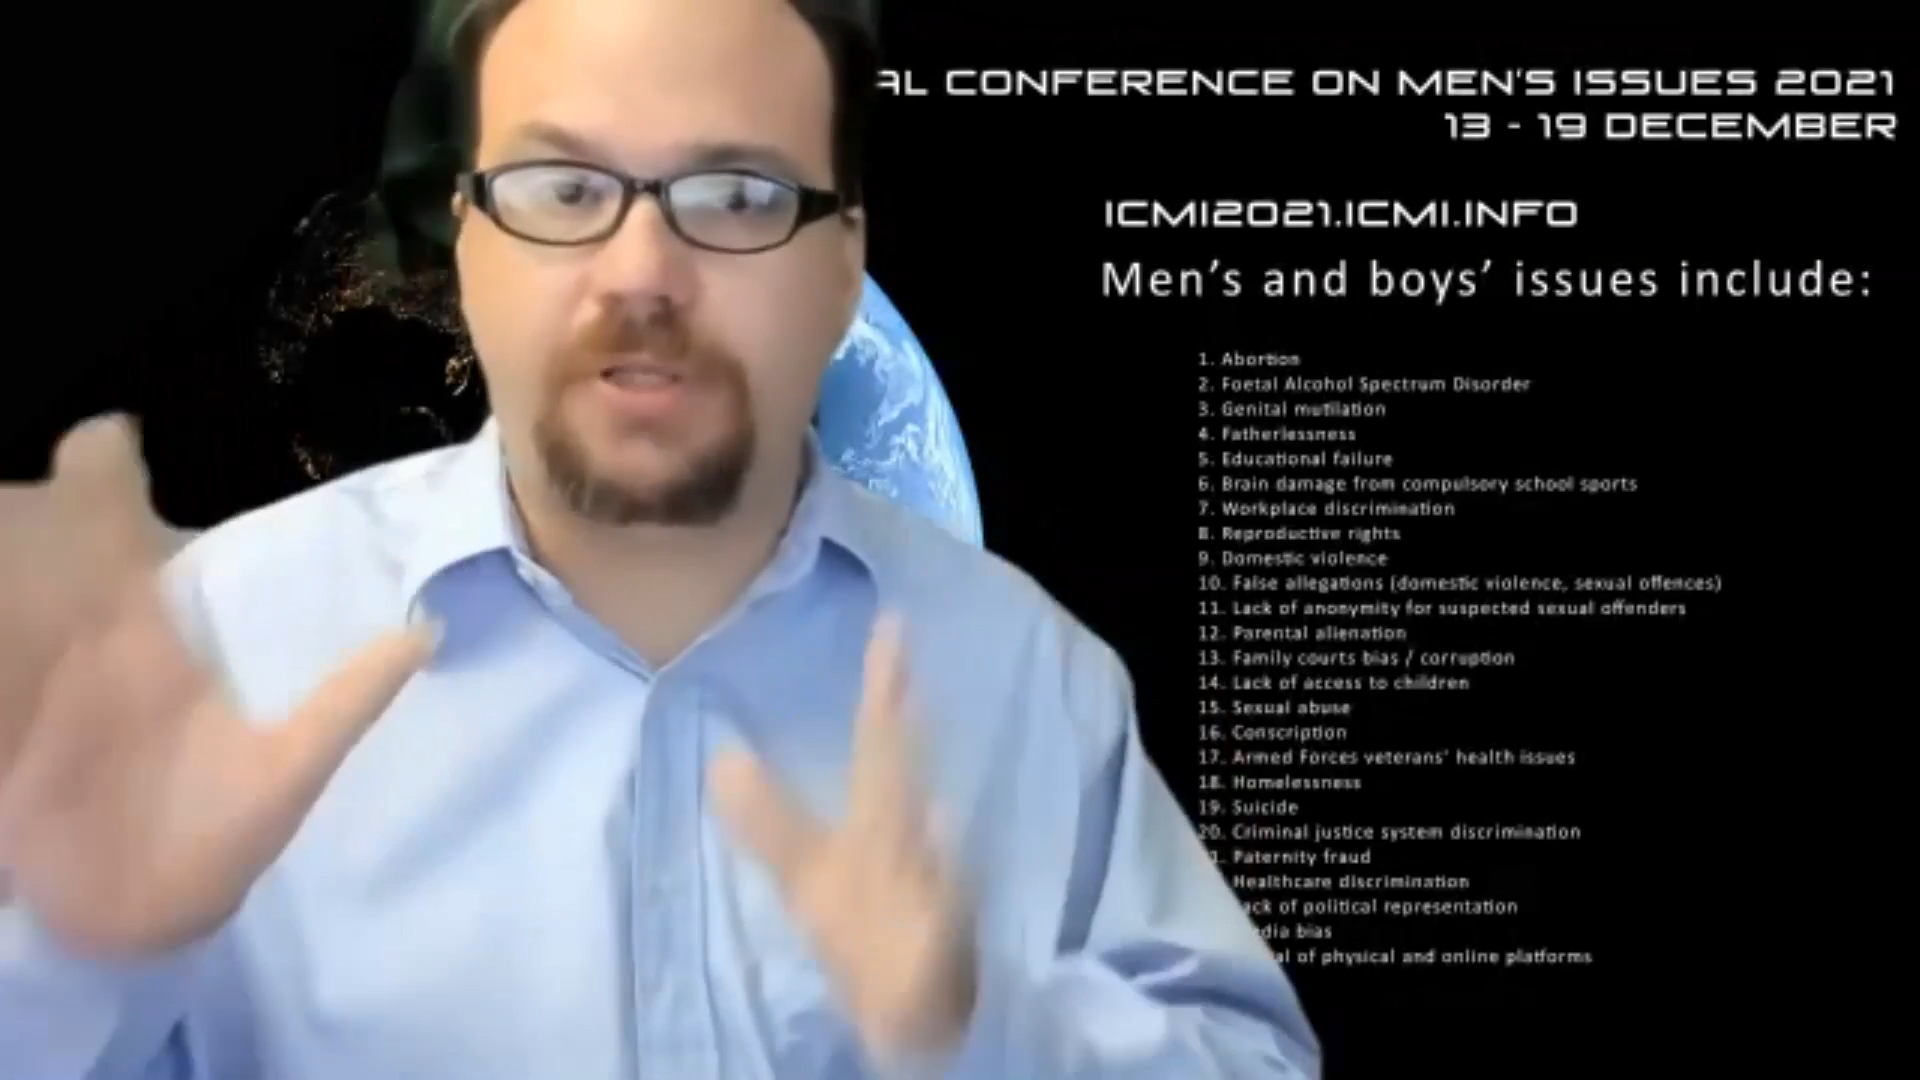 AL CONFERENCE ON MEN'S ISSUES 2021
13 - 19 DECEMBER
ICMI2021.ICMI.INFO
Men's and boys' issues include:
1. Abortion
2. Foetal Alcohol Spectrum Disorder
3. Genital mutilation
4. Fatherlessness
5. Educational failure
6. Brain damage from compulsory school sports
7. Workplace discrimination
8. Reproductive rights
9. Domestic violence
10. False allegations (domestic violence, sexual offences)
11. Lack of anonymity for suspected sexual offenders
12. Parental alienation
13. Family courts bias / corruption
14. Lack of access to children
15. Sexual abuse
16. Conscription
17. Armed Forces veterans' health issues
18. Homelessness
19. Suicide
20. Criminal justice system discrimination
1. Paternity fraud
Healthcare discrimination
ack of political representation
dia bias
al of physical and online platforms